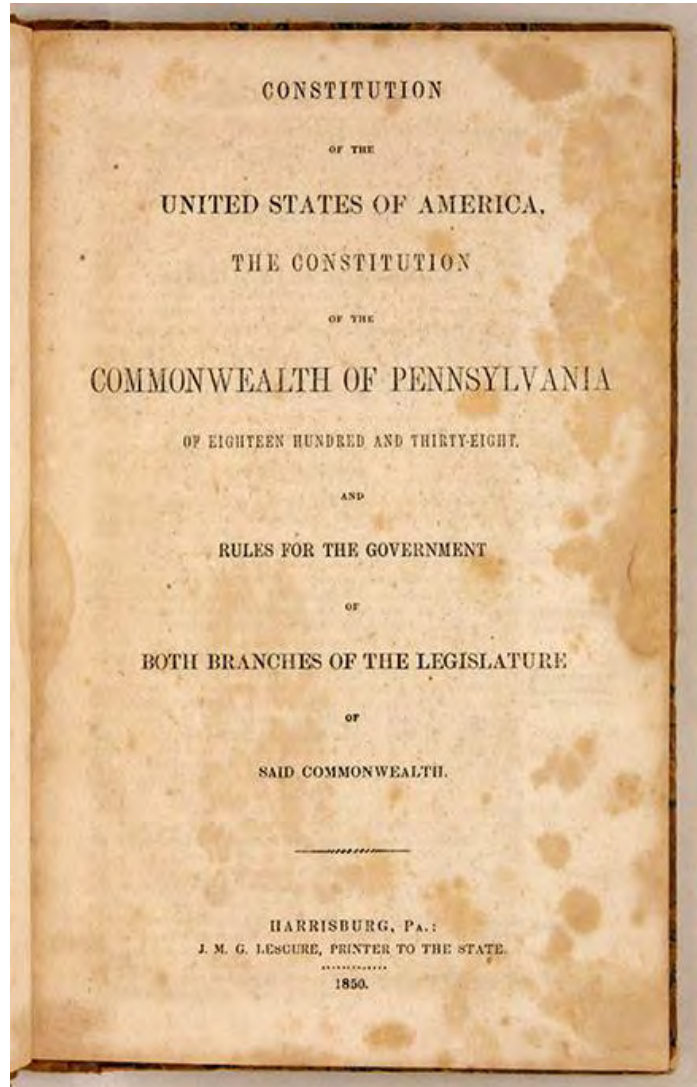 CONSTITUTION
OF THE
UNITED STATES OF AMERICA,
THE CONSTITUTION
OF THE
COMMONWEALTH OF PENNSYLVANIA
OF EIGHTEEN HUNDRED AND THIRTY-EIGHT,
AND
RULES FOR THE GOVERNMENT
OF
BOTH BRANCHES OF THE LEGISLATURE
OF
SAID COMMONWEALTH.
HARRISBURG, PA.:
J. M. G. LESCURE, PRINTER TO THE STATE.
1850.